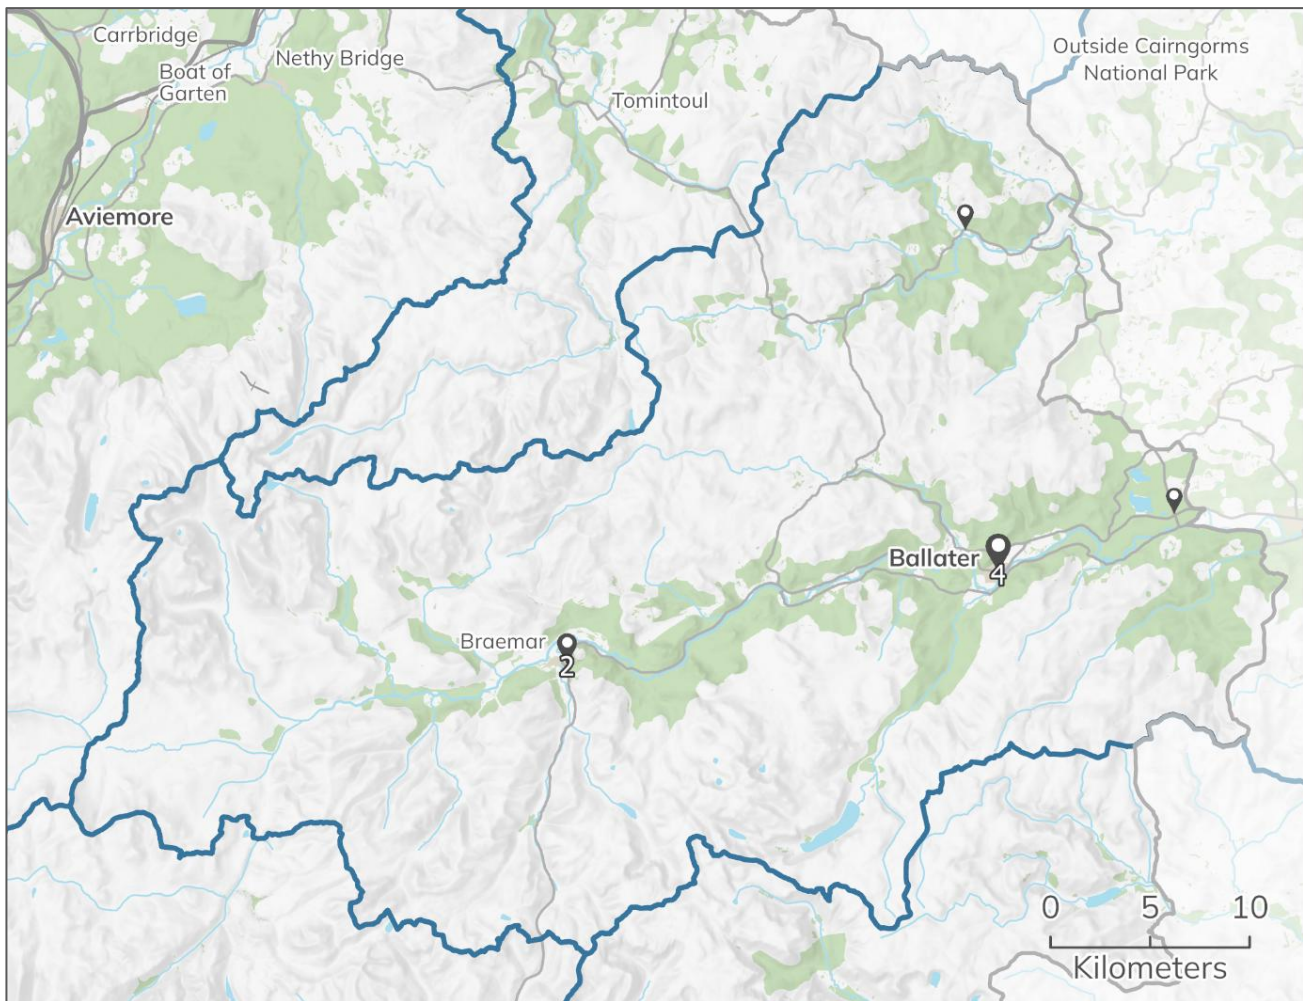 Carrbridge
Nethy Bridge
Boat of
Garten
Outside Cairngorms
National Park
Tomintoul
Aviemore
Ballater
4
Braemar
2
0 5 10
Kilometers